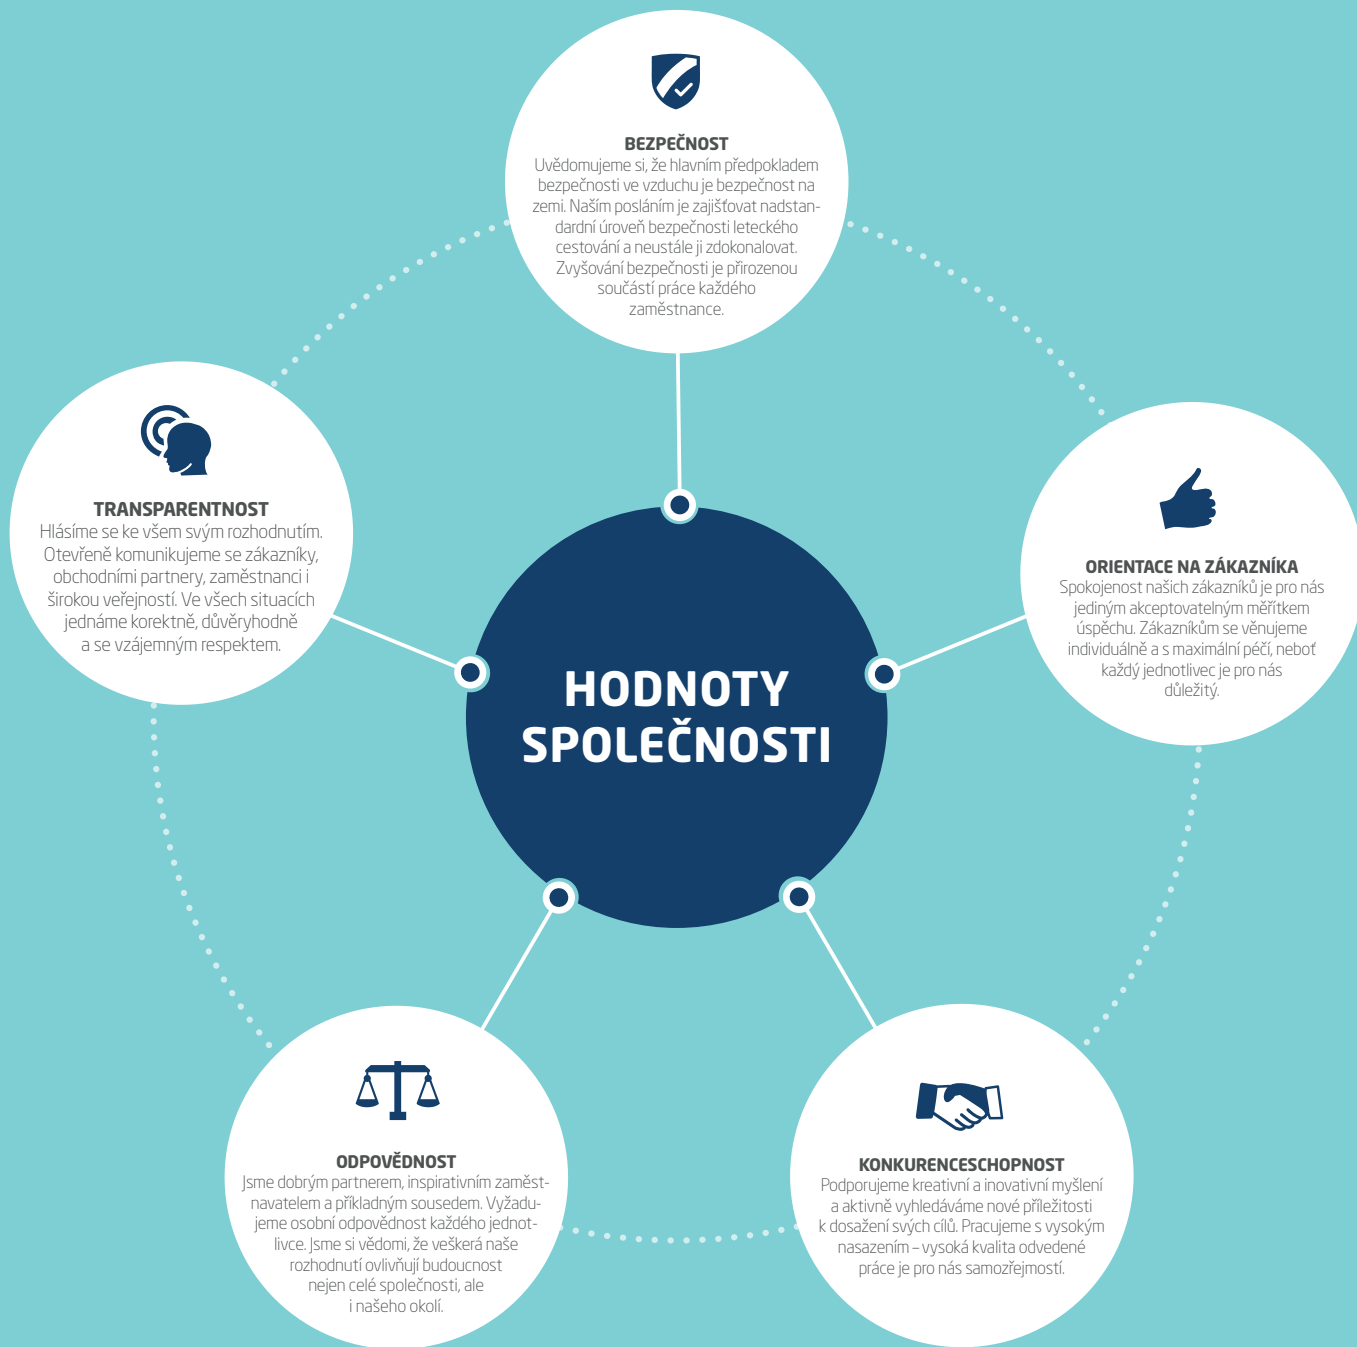 BEZPEČNOST
Uvědomujeme si, že hlavním předpokladem
bezpečnosti ve vzduchu je bezpečnost na
zemi. Naším posláním je zajišťovat nadstan-
dardní úroveň bezpečnosti leteckého
cestování a neustále ji zdokonalovat.
Zvyšování bezpečnosti je přirozenou
součástí práce každého
zaměstnance.
TRANSPARENTNOST
Hlásíme se ke všem svým rozhodnutím.
Otevřeně komunikujeme se zákazníky,
obchodními partnery, zaměstnanci i
širokou veřejností. Ve všech situacích
jednáme korektně, důvěryhodně
a se vzájemným respektem.
ORIENTACE NA ZÁKAZNÍKA
Spokojenost našich zákazníků je pro nás
jediným akceptovatelným měřítkem
úspěchu. Zákazníkům se věnujeme
individuálně a s maximální péčí, neboť
každý jednotlivec je pro nás
důležitý.
HODNOTY
SPOLEČNOSTI
ODPOVĚDNOST
Jsme dobrým partnerem, inspirativním zaměst-
navatelem a příkladným sousedem. Vyžadu-
jeme osobní odpovědnost každého jednot-
livce. Jsme si vědomi, že veškerá naše
rozhodnutí ovlivňují budoucnost
nejen celé společnosti, ale
i našeho okolí.
KONKURENCESCHOPNOST
Podporujeme kreativní a inovativní myšlení
a aktivně vyhledáváme nové příležitosti
k dosažení svých cílů. Pracujeme s vysokým
nasazením – vysoká kvalita odvedené
práce je pro nás samozřejmostí.